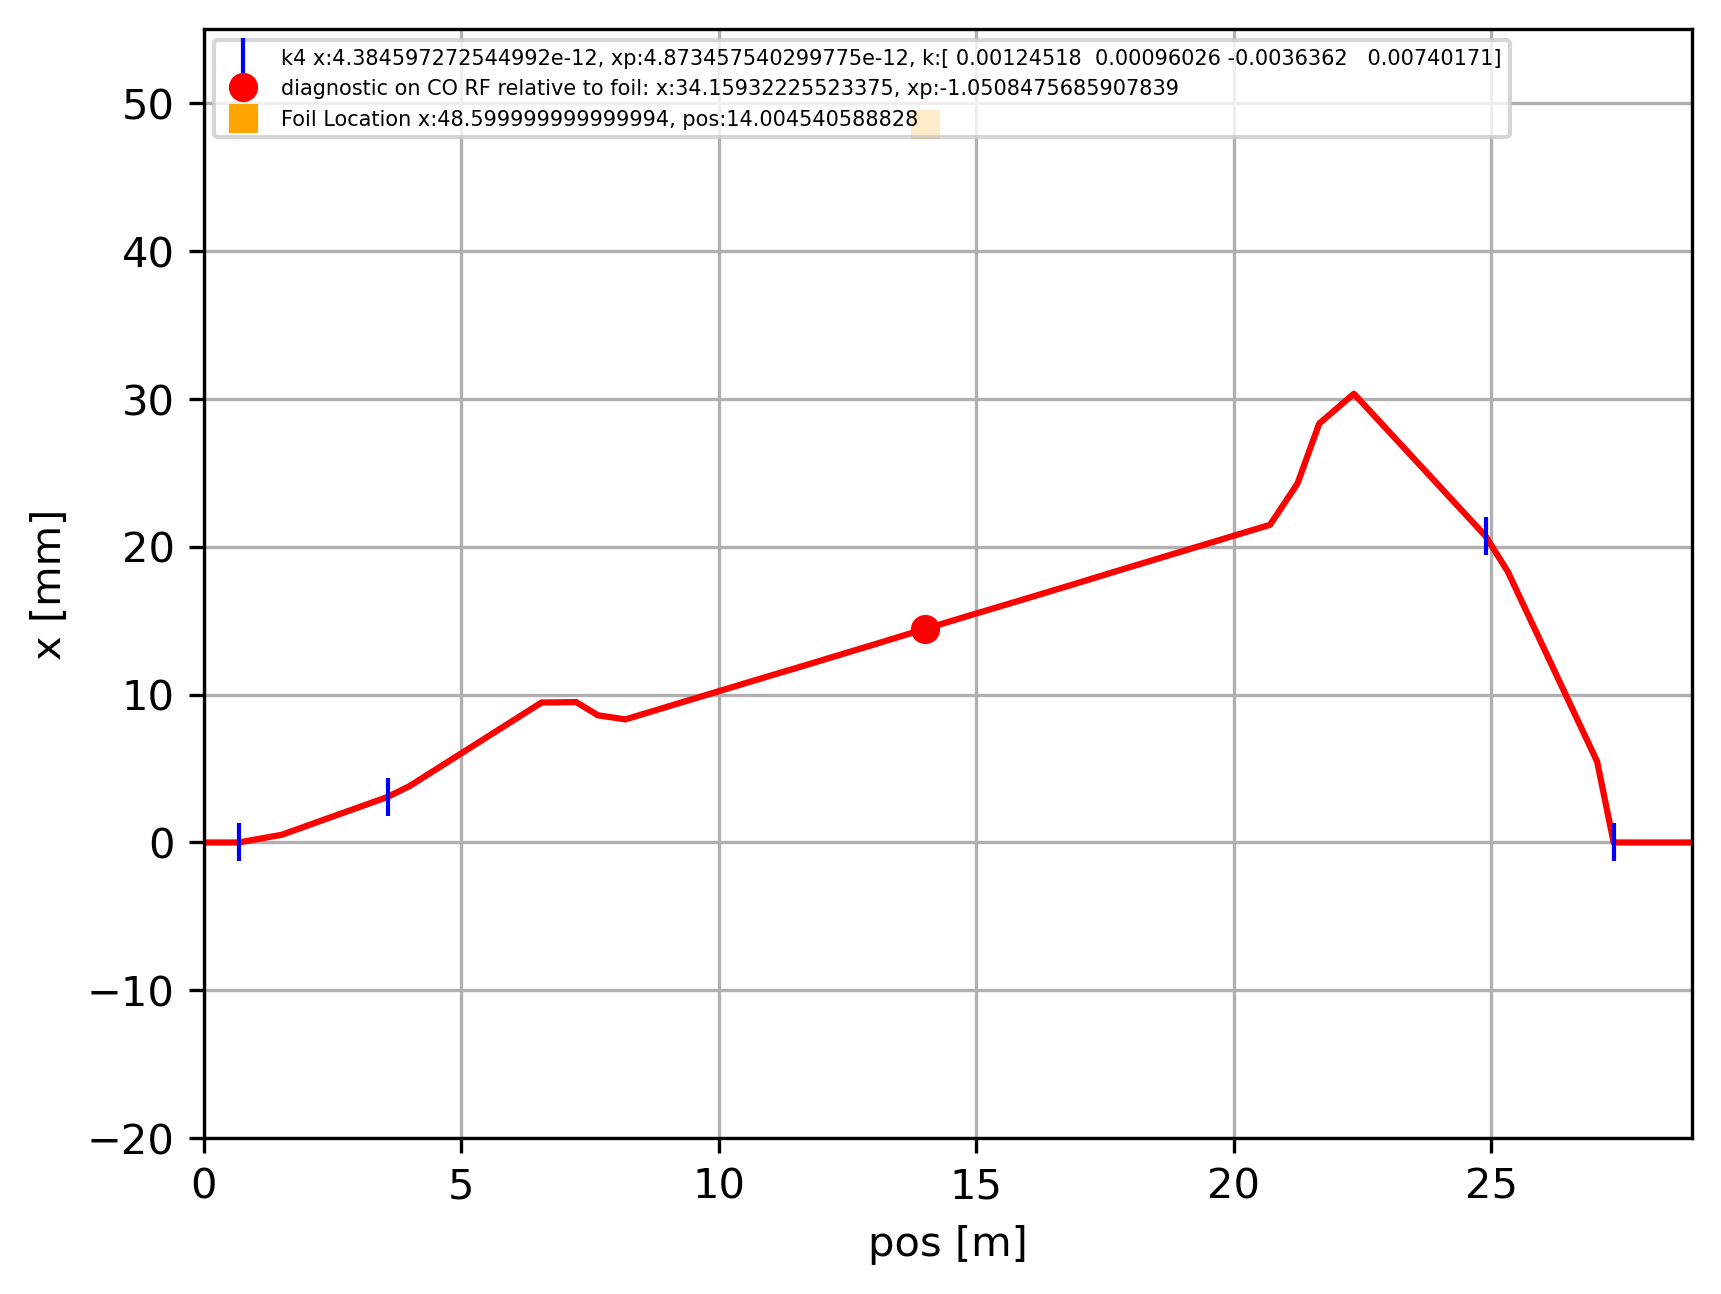 k4 x:4.384597272544992e-12, xp:4.873457540299775e-12, k:[ 0.00124518  0.00096026 -0.0036362   0.00740171]
diagnostic on CO RF relative to foil: x:34.15932225523375, xp:-1.0508475685907839
Foil Location x:48.599999999999994, pos:14.004540588828
50
40
30
20
10
0
−10
−20
x [mm]
0 5 10 15 20 25
pos [m]